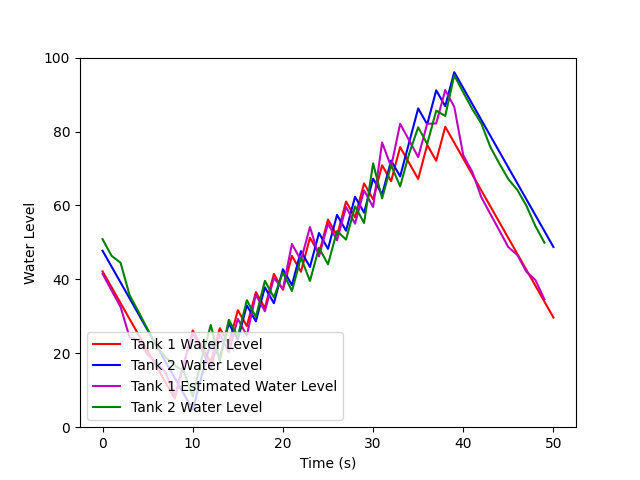 100
80
60
40
20
0
Water Level
Tank 1 Water Level
Tank 2 Water Level
Tank 1 Estimated Water Level
Tank 2 Water Level
0 10 20 30 40 50
Time (s)